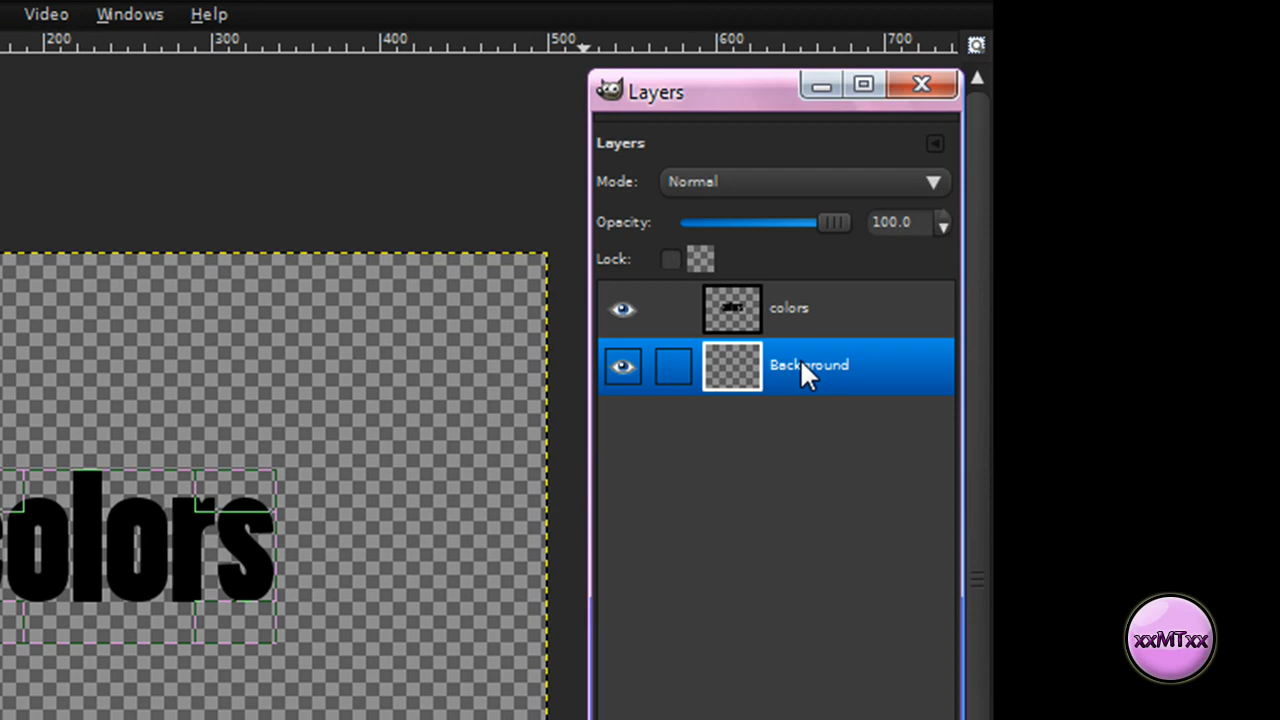 Video Windows Help
200 300 400 500 600 700
Layers
Layers
Mode: Normal
Opacity: 100.0
Lock:
colors
Background
olors
xxMTxx